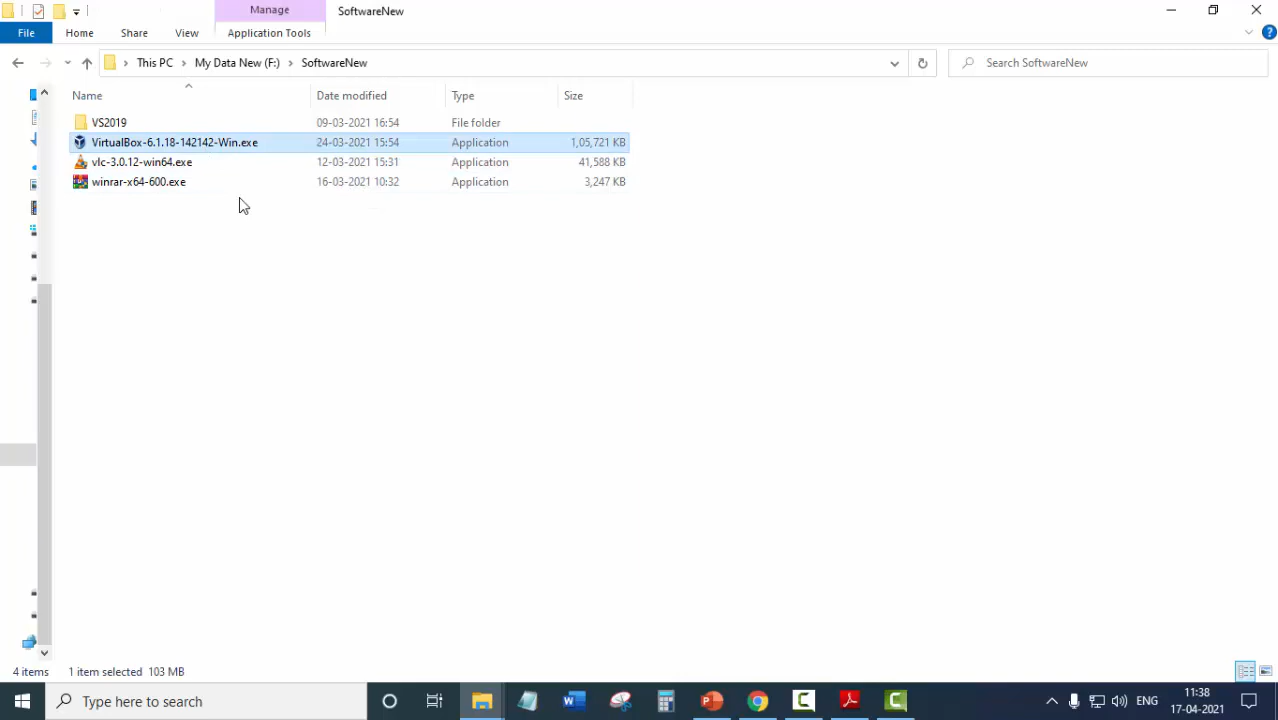 Manage
SoftwareNew
File
Home
Share
View
Application Tools
This PC
My Data New (F:)
SoftwareNew
Search SoftwareNew
Name
Date modified
Type
Size
VS2019 09-03-2021 16:54 File folder
VirtualBox-6.1.18-142142-Win.exe 24-03-2021 15:54 Application 1,05,721 KB
vlc-3.0.12-win64.exe 12-03-2021 15:31 Application 41,588 KB
winrar-x64-600.exe 16-03-2021 10:32 Application 3,247 KB
4 items
1 item selected 103 MB
Type here to search
ENG
11:38
17-04-2021